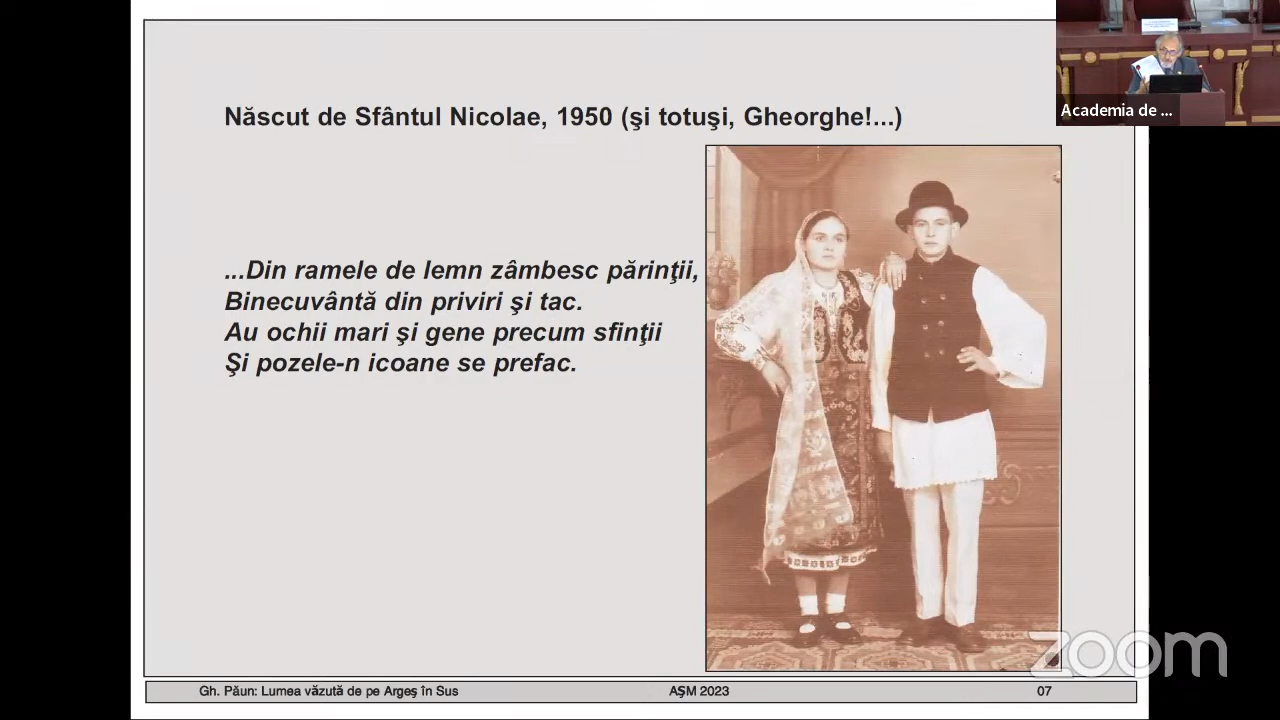 Născut de Sfântul Nicolae, 1950 (şi totuşi, Gheorghe!...)
...Din ramele de lemn zâmbesc părinţii,
Binecuvântă din priviri şi tac.
Au ochii mari şi gene precum sfinţii
Şi pozele-n icoane se prefac.
Gh. Păun: Lumea văzută de pe Argeş în Sus
AŞM 2023
07
Academia de ...
zoom